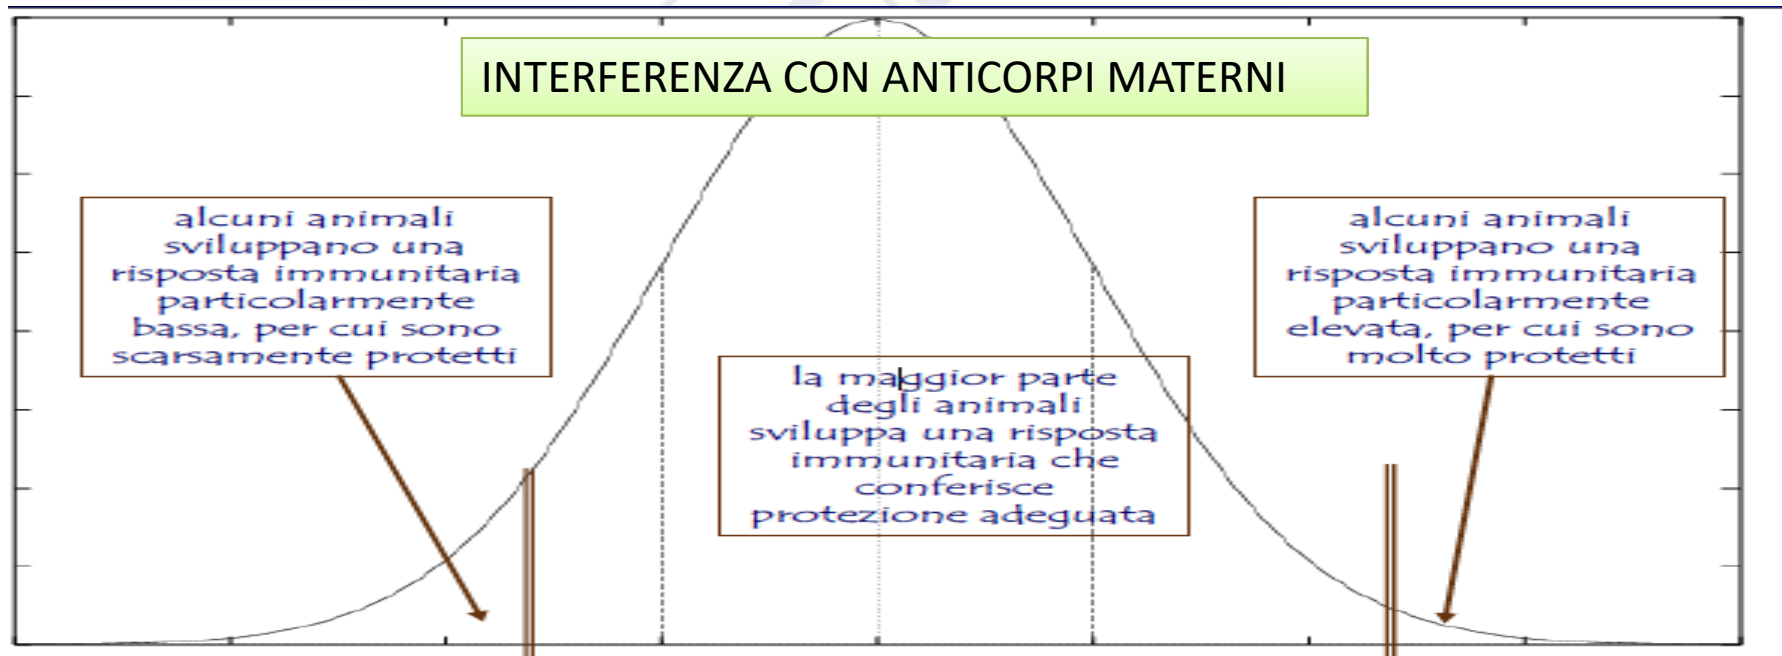 INTERFERENZA CON ANTICORPI MATERNI
alcuni animali
sviluppano una
risposta immunitaria
particolarmente
bassa, per cui sono
scarsamente protetti
la maggior parte
degli animali
sviluppa una risposta
immunitaria che
conferisce
protezione adeguata
alcuni animali
sviluppano una
risposta immunitaria
particolarmente
elevata, per cui sono
molto protetti